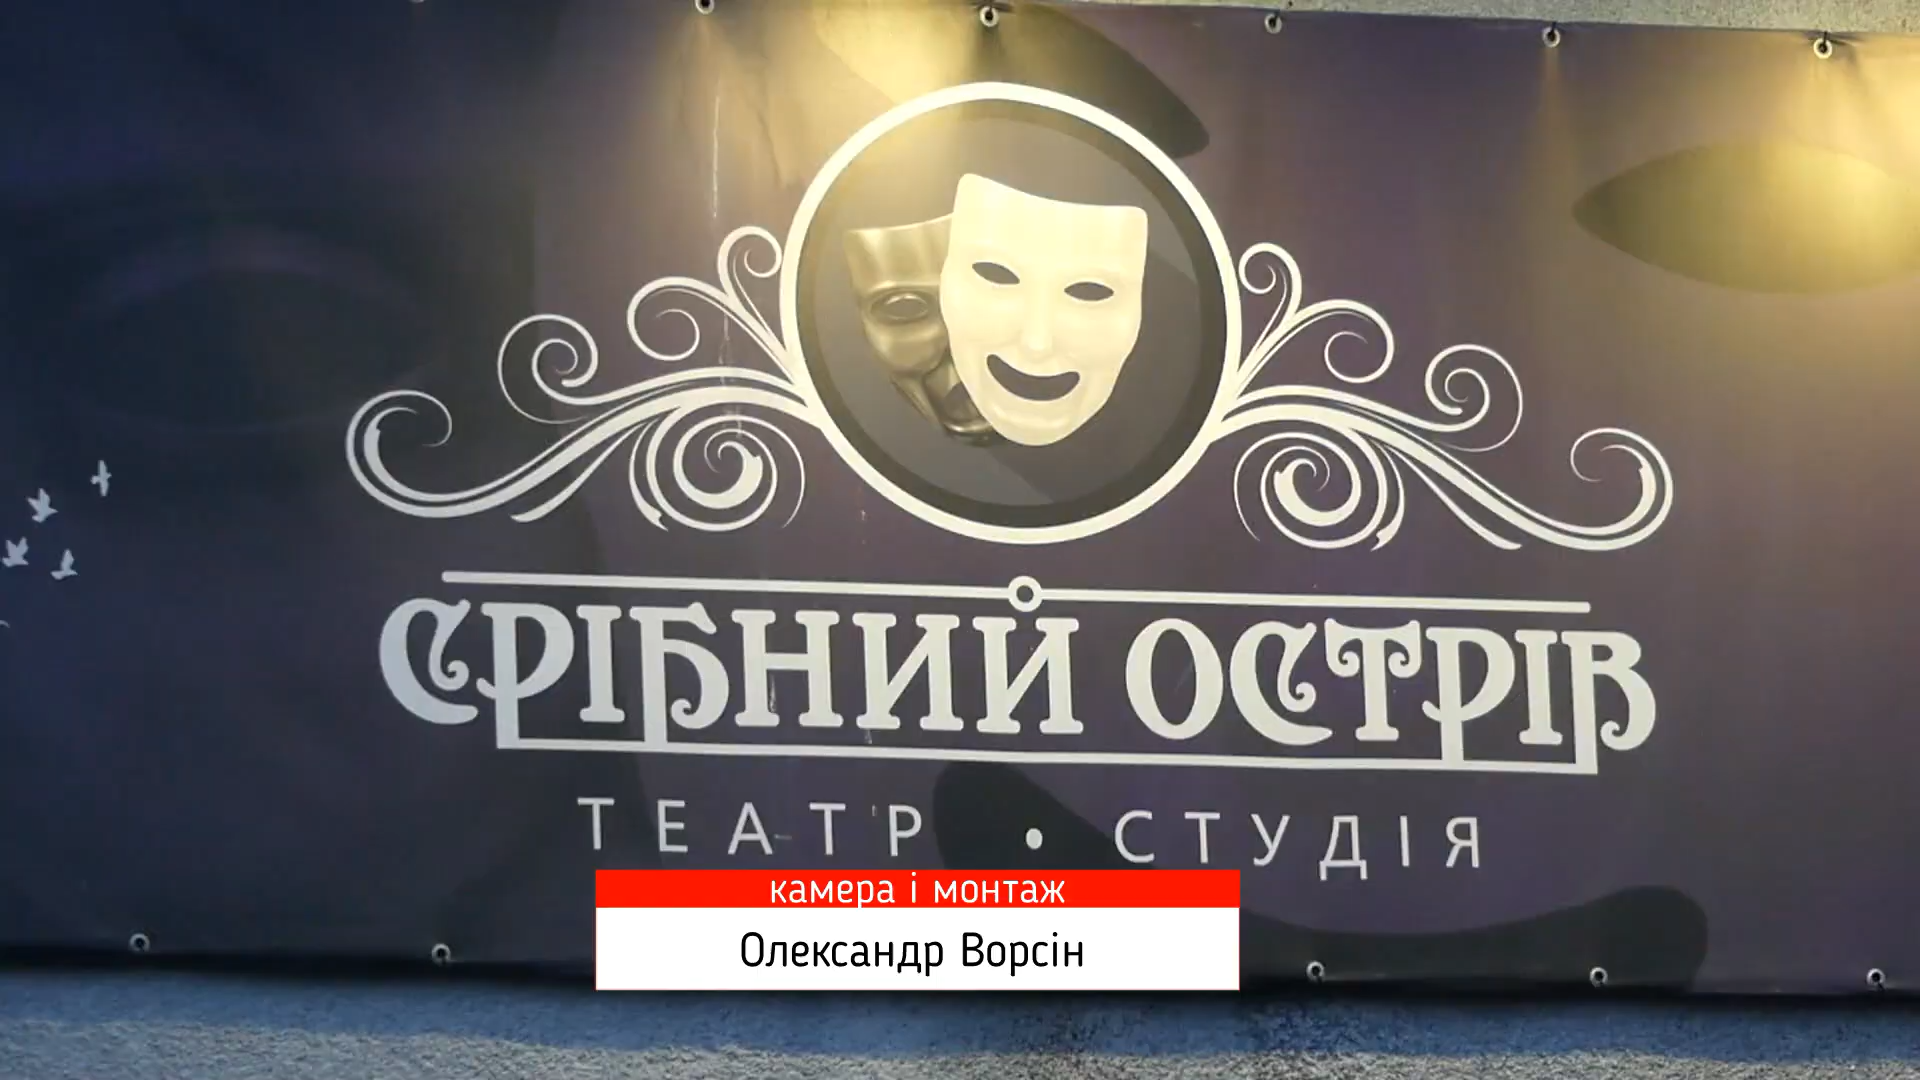 СРІБНИЙ ОСТРІВ
ТЕАТР • СТУДІЯ
камера і монтаж
Олександр Ворсін